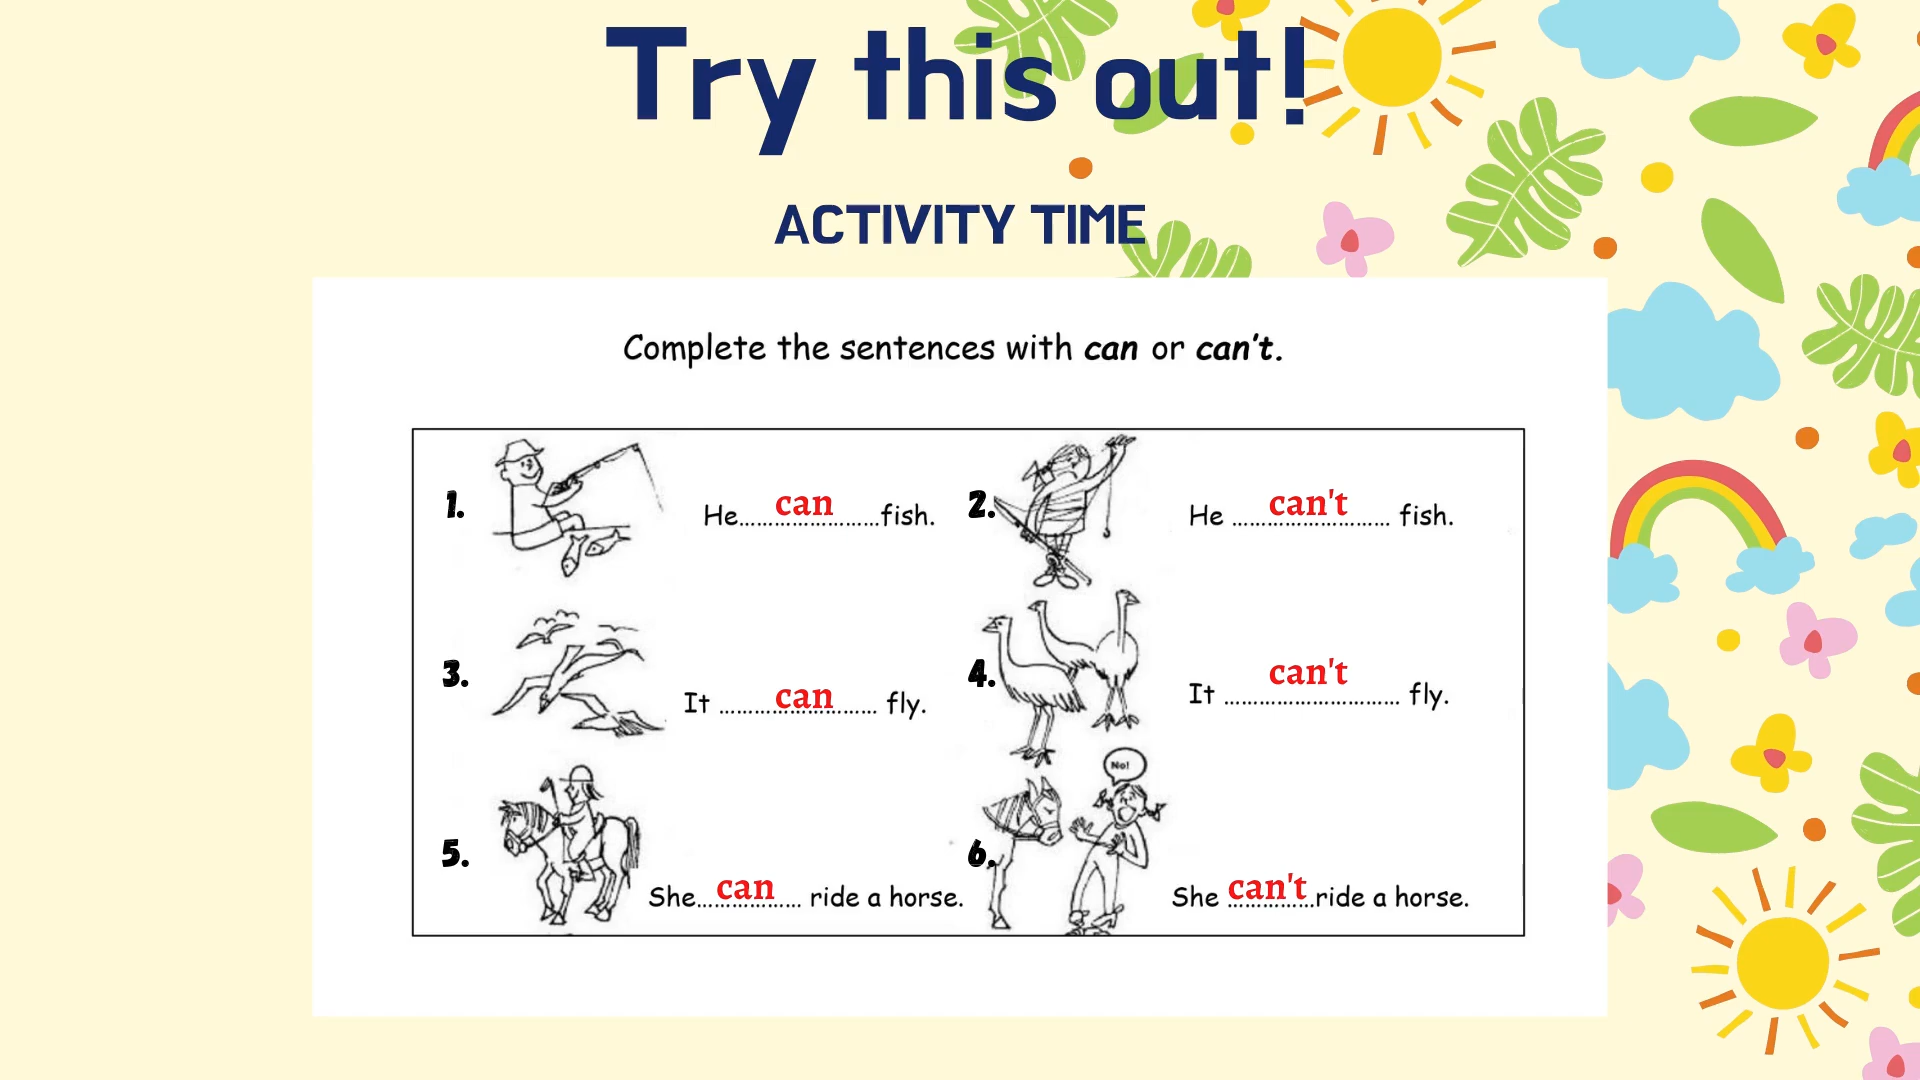 Try this out!
ACTIVITY TIME
Complete the sentences with can or can't.
1. He........can........fish.
2. He ........can't........ fish.
3. It ........can........ fly.
4. It ........can't........ fly.
No!
5. She......can...... ride a horse.
6. She ......can't......ride a horse.